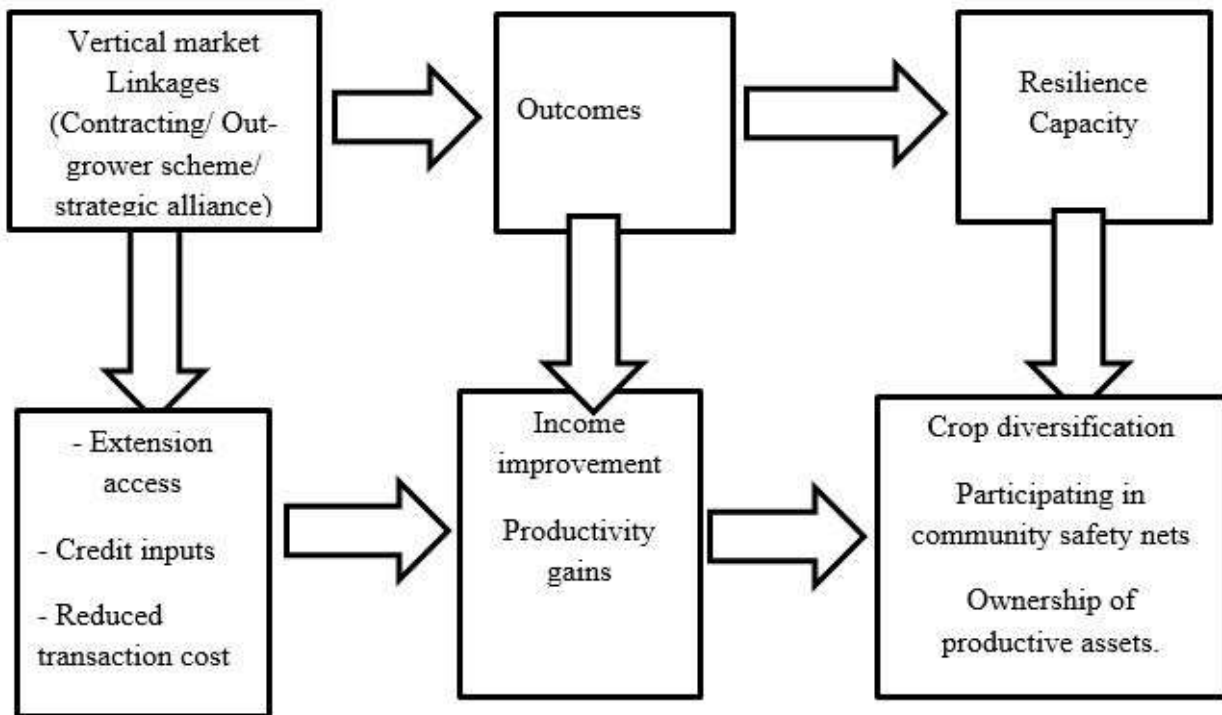 Vertical market
Linkages
(Contracting/ Out-
grower scheme/
strategic alliance)
Outcomes
Resilience
Capacity
- Extension
access
- Credit inputs
- Reduced
transaction cost
Income
improvement
Productivity
gains
Crop diversification
Participating in
community safety nets
Ownership of
productive assets.